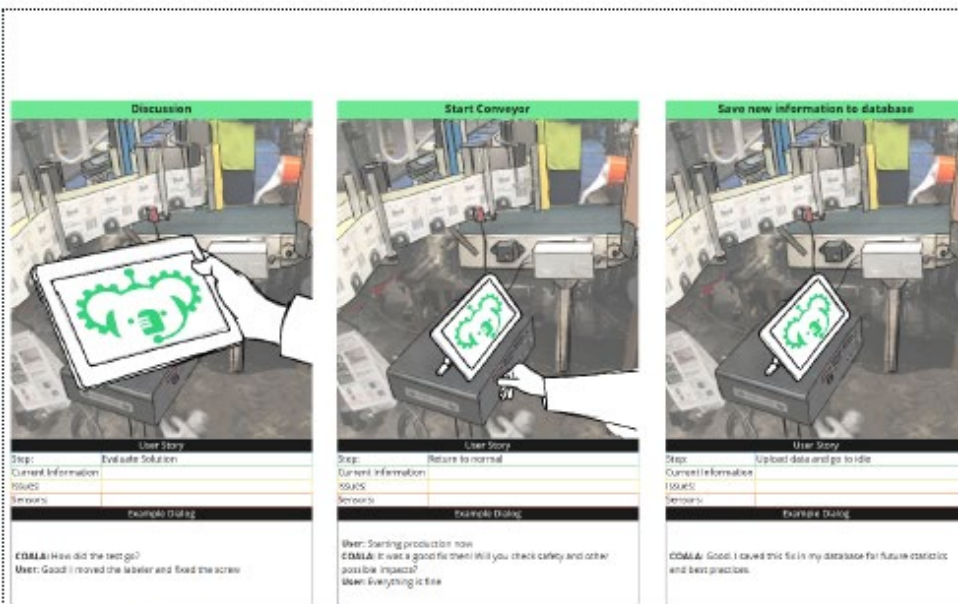 Discussion
User Story
Step: Evaluate Solution
Current Information
Issues:
Sensors:
Example Dialog
COALA: How did the test go?
User: Good! I moved the labeler and fixed the screw
Start Conveyor
User Story
Step: Return to normal
Current Information
Issues:
Sensors:
Example Dialog
User: Starting production now
COALA: It was a good fix then! Will you check safety and other
possible impacts?
User: Everything is fine
Save new information to database
User Story
Step: Upload data and go to idle
Current Information
Issues:
Sensors:
Example Dialog
COALA: Good. I saved this fix in my database for future statistics
and best practices.